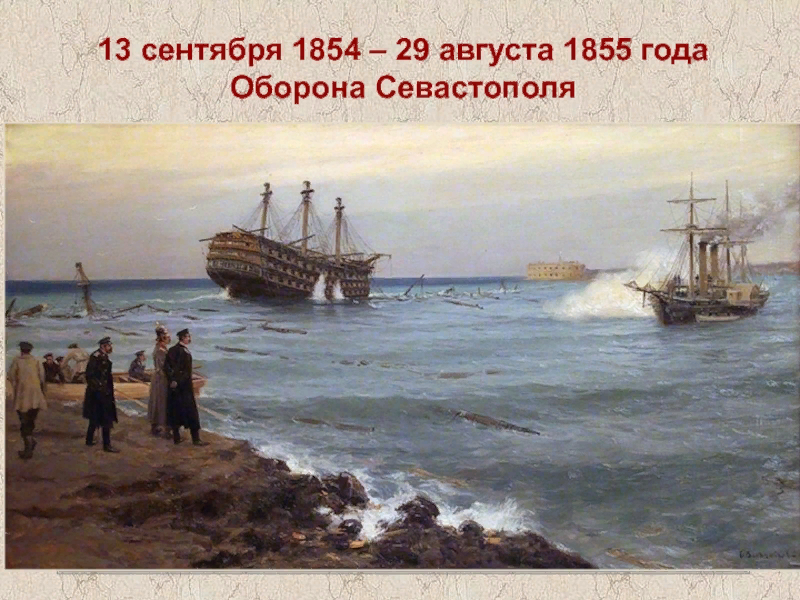 13 сентября 1854 – 29 августа 1855 года
Оборона Севастополя